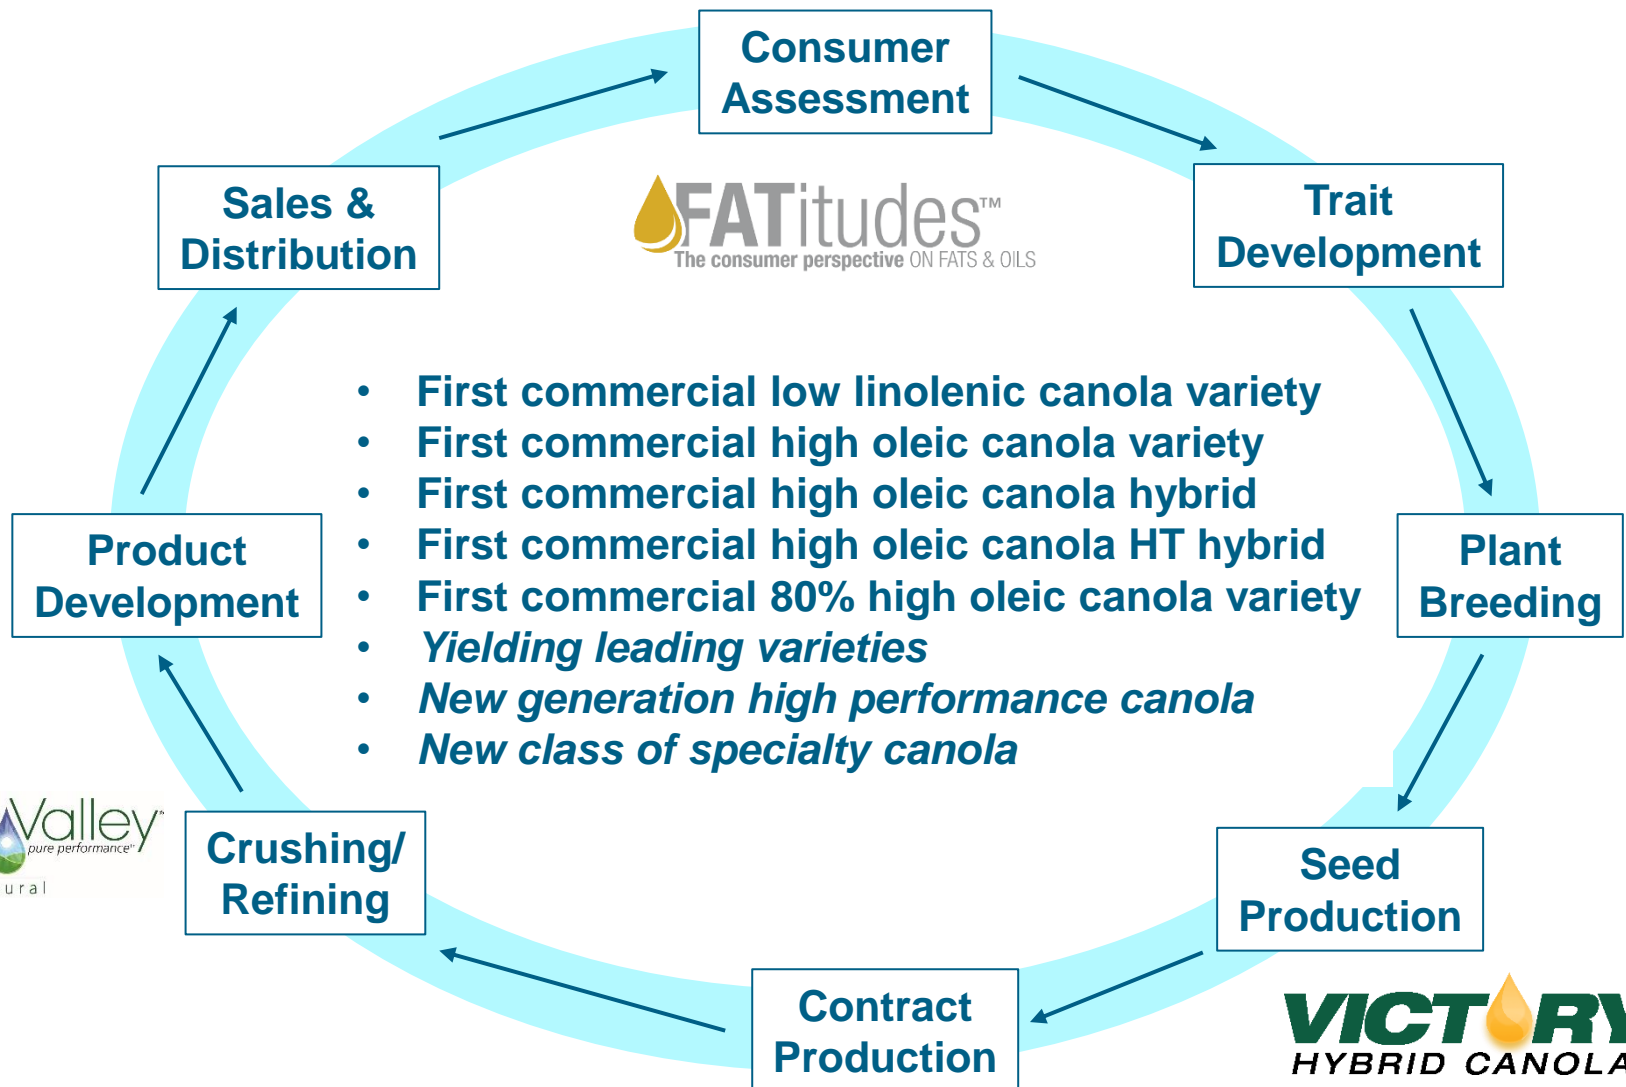 Consumer
Assessment
Sales &
Distribution
FATitudes™
The consumer perspective ON FATS & OILS
Trait
Development
• First commercial low linolenic canola variety
• First commercial high oleic canola variety
• First commercial high oleic canola hybrid
• First commercial high oleic canola HT hybrid
• First commercial 80% high oleic canola variety
• Yielding leading varieties
• New generation high performance canola
• New class of specialty canola
Product
Development
Plant
Breeding
Valley
pure performance
ural
Crushing/
Refining
Seed
Production
Contract
Production
VICTORY
HYBRID CANOLA